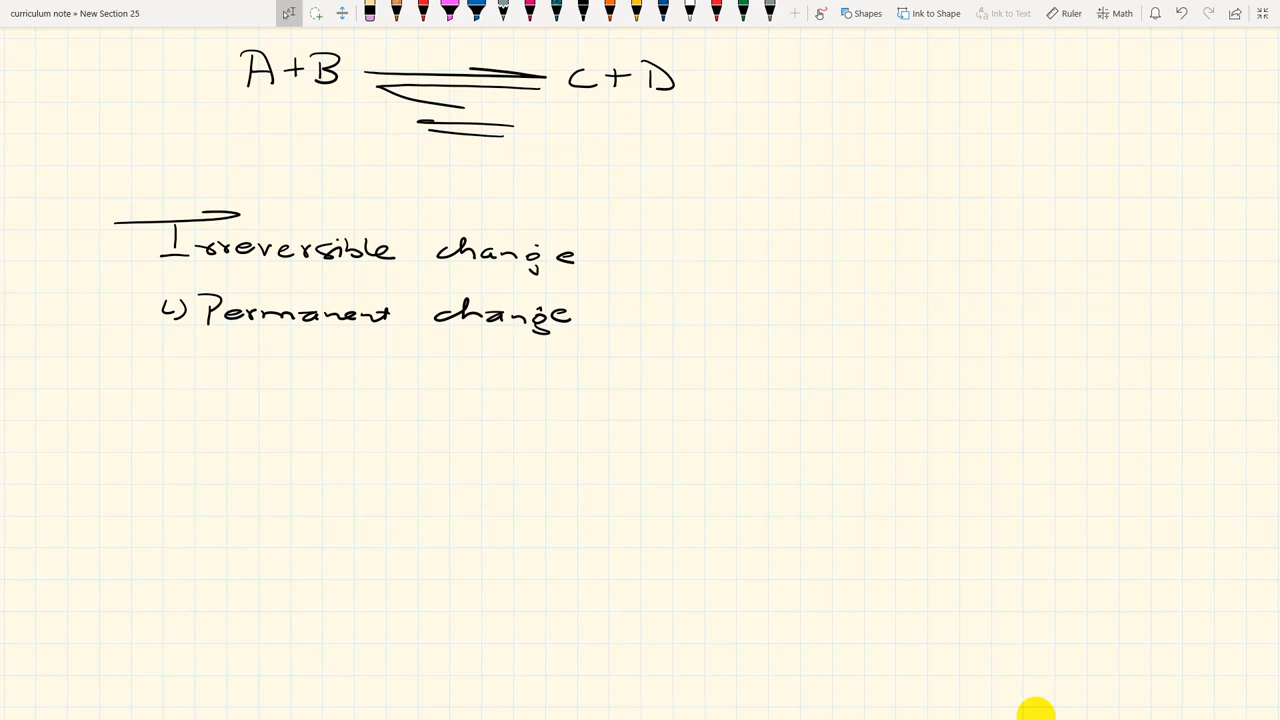 curriculum note » New Section 25
Shapes Ink to Shape Ink to Text Ruler Math
A+B ⇌ C+D
Irreversible change
↳ Permanent change